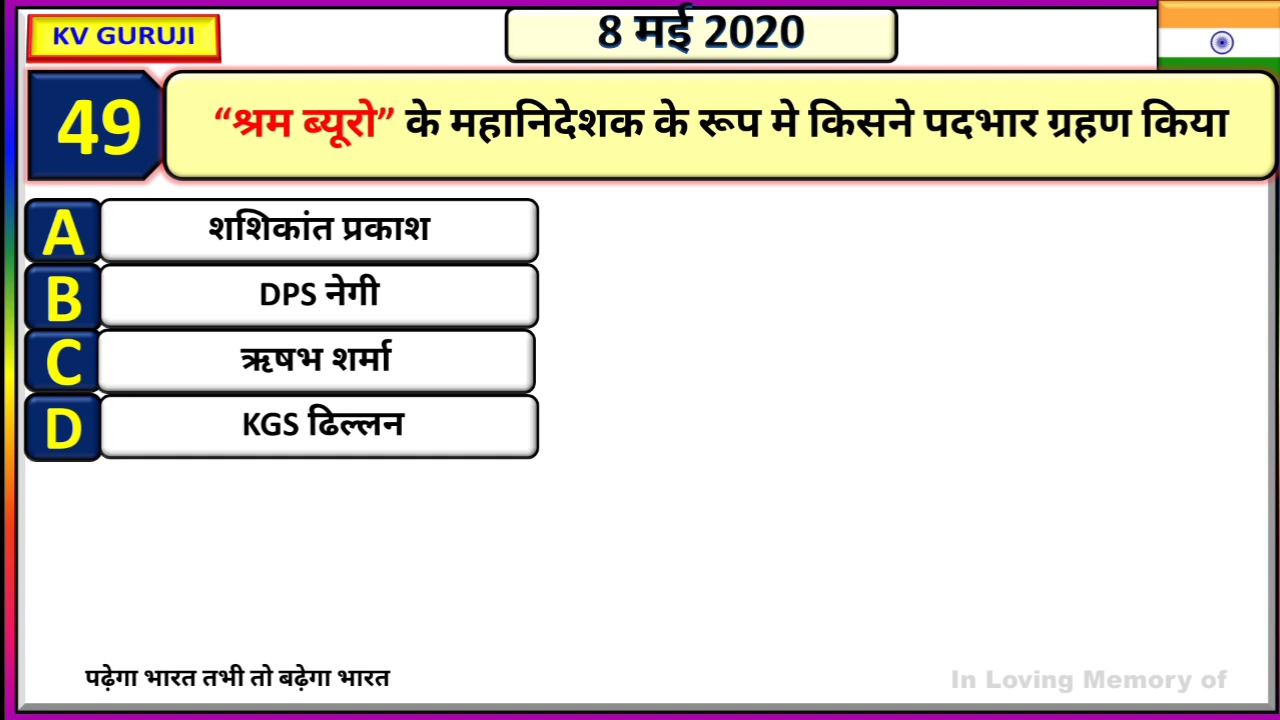 KV GURUJI
8 मई 2020
49
“श्रम ब्यूरो” के महानिदेशक के रूप मे किसने पदभार ग्रहण किया
A शशिकांत प्रकाश
B DPS नेगी
C ऋषभ शर्मा
D KGS ढिल्लन
पढ़ेगा भारत तभी तो बढ़ेगा भारत
In Loving Memory of